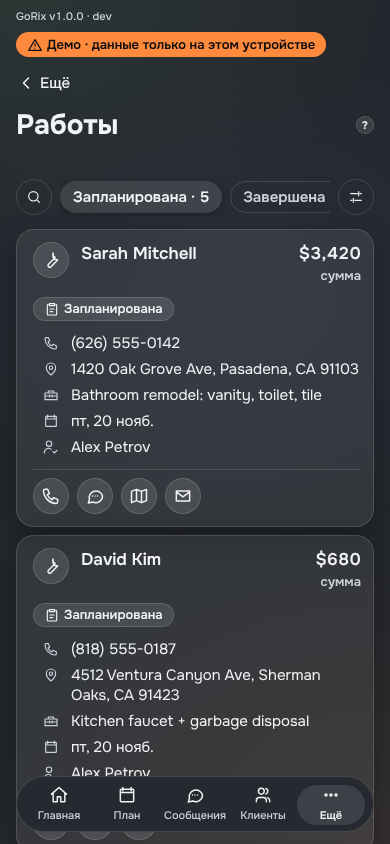 GoRix v1.0.0 · dev
Демо · данные только на этом устройстве
Ещё
Работы
?
Запланирована · 5
Завершена
Sarah Mitchell
$3,420
сумма
Запланирована
(626) 555-0142
1420 Oak Grove Ave, Pasadena, CA 91103
Bathroom remodel: vanity, toilet, tile
пт, 20 нояб.
Alex Petrov
David Kim
$680
сумма
Запланирована
(818) 555-0187
4512 Ventura Canyon Ave, Sherman
Oaks, CA 91423
Kitchen faucet + garbage disposal
пт, 20 нояб.
Alex Petrov
Главная
План
Сообщения
Клиенты
Ещё